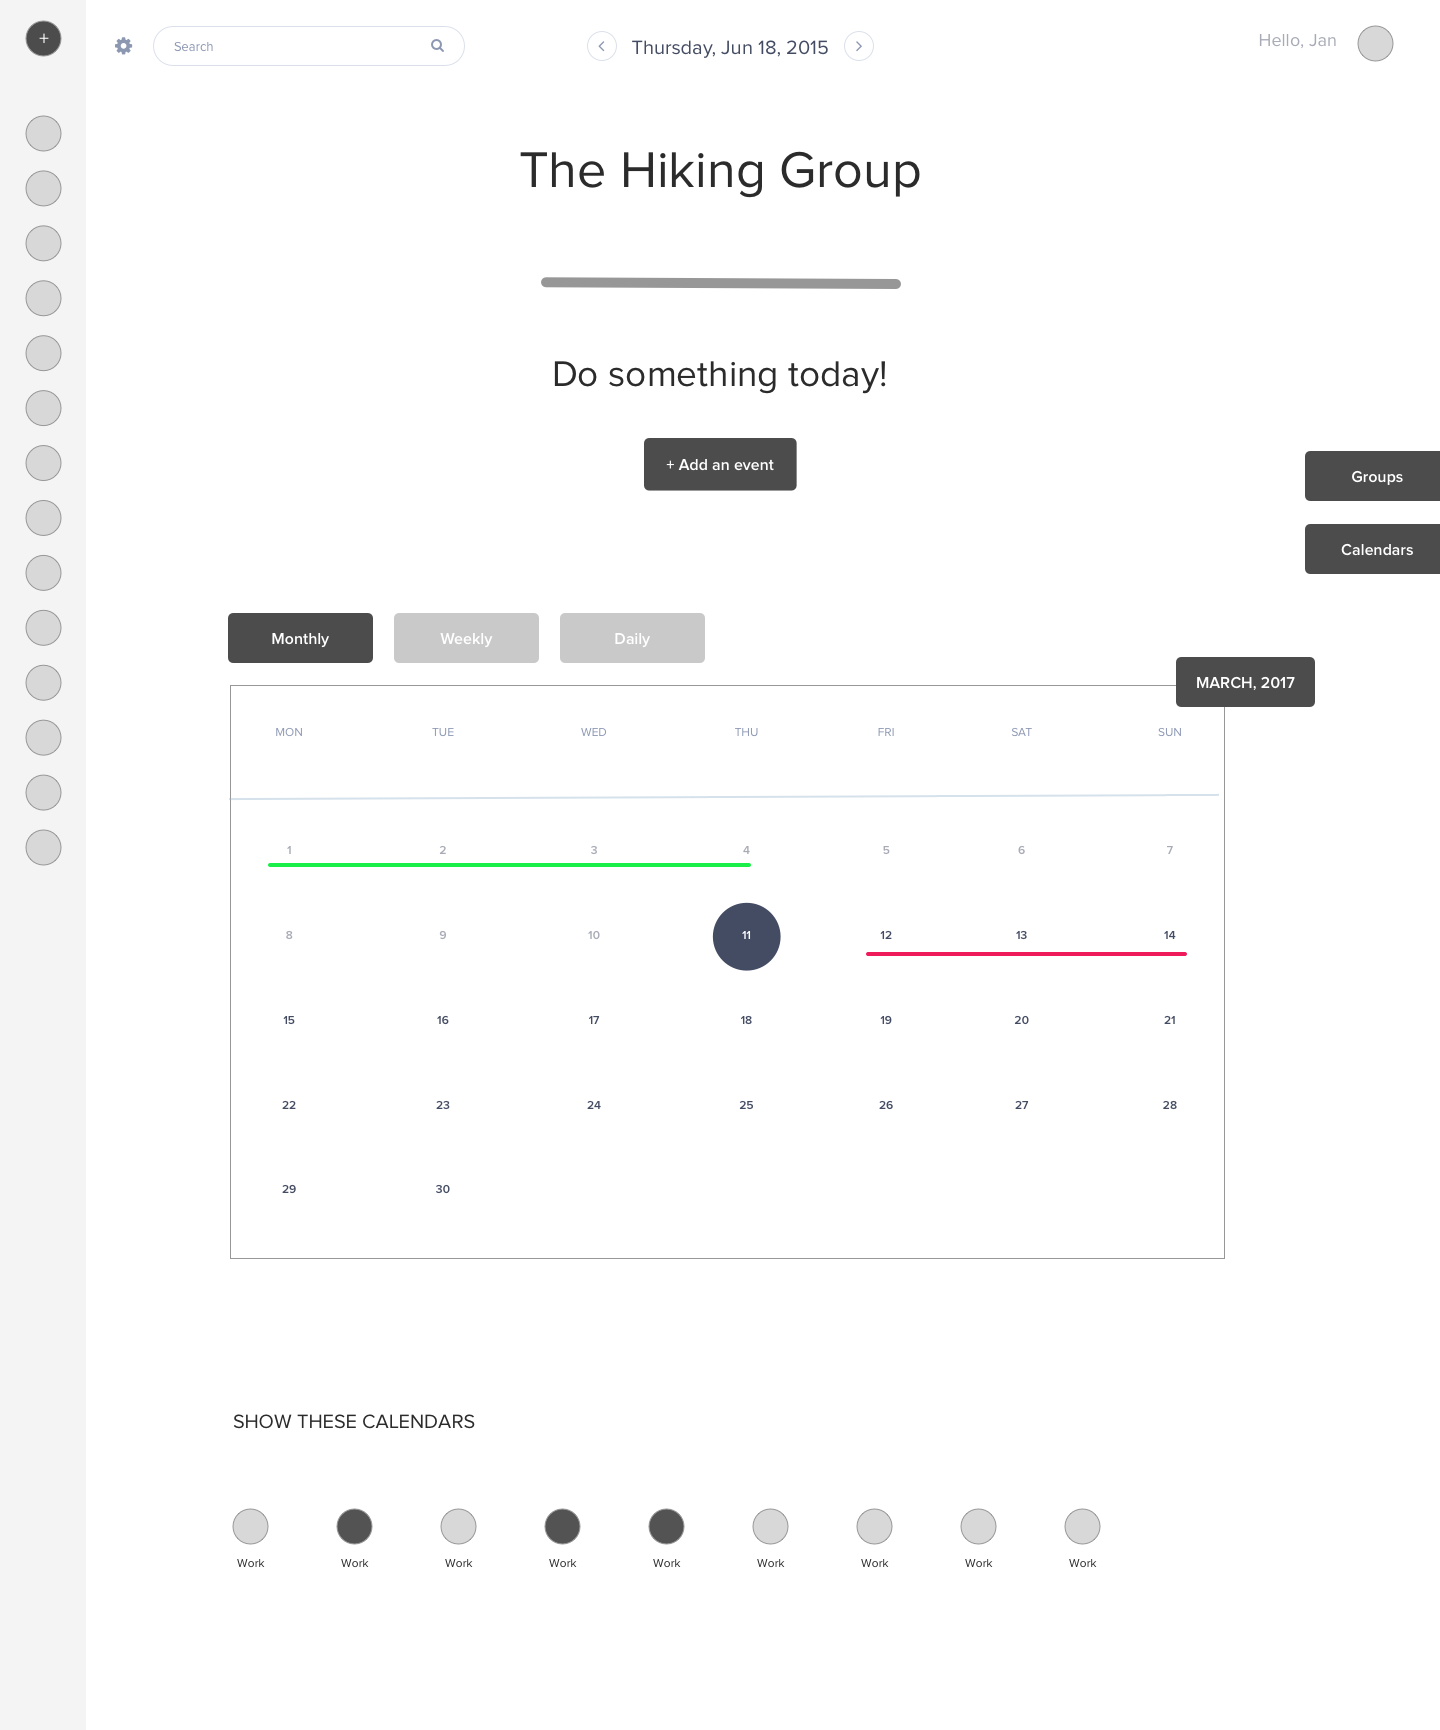 +
Search
Thursday, Jun 18, 2015
Hello, Jan
The Hiking Group
Do something today!
+ Add an event
Groups
Calendars
Monthly Weekly Daily
MARCH, 2017
MON TUE WED THU FRI SAT SUN
1 2 3 4 5 6 7
8 9 10 11 12 13 14
15 16 17 18 19 20 21
22 23 24 25 26 27 28
29 30
SHOW THESE CALENDARS
Work Work Work Work Work Work Work Work Work